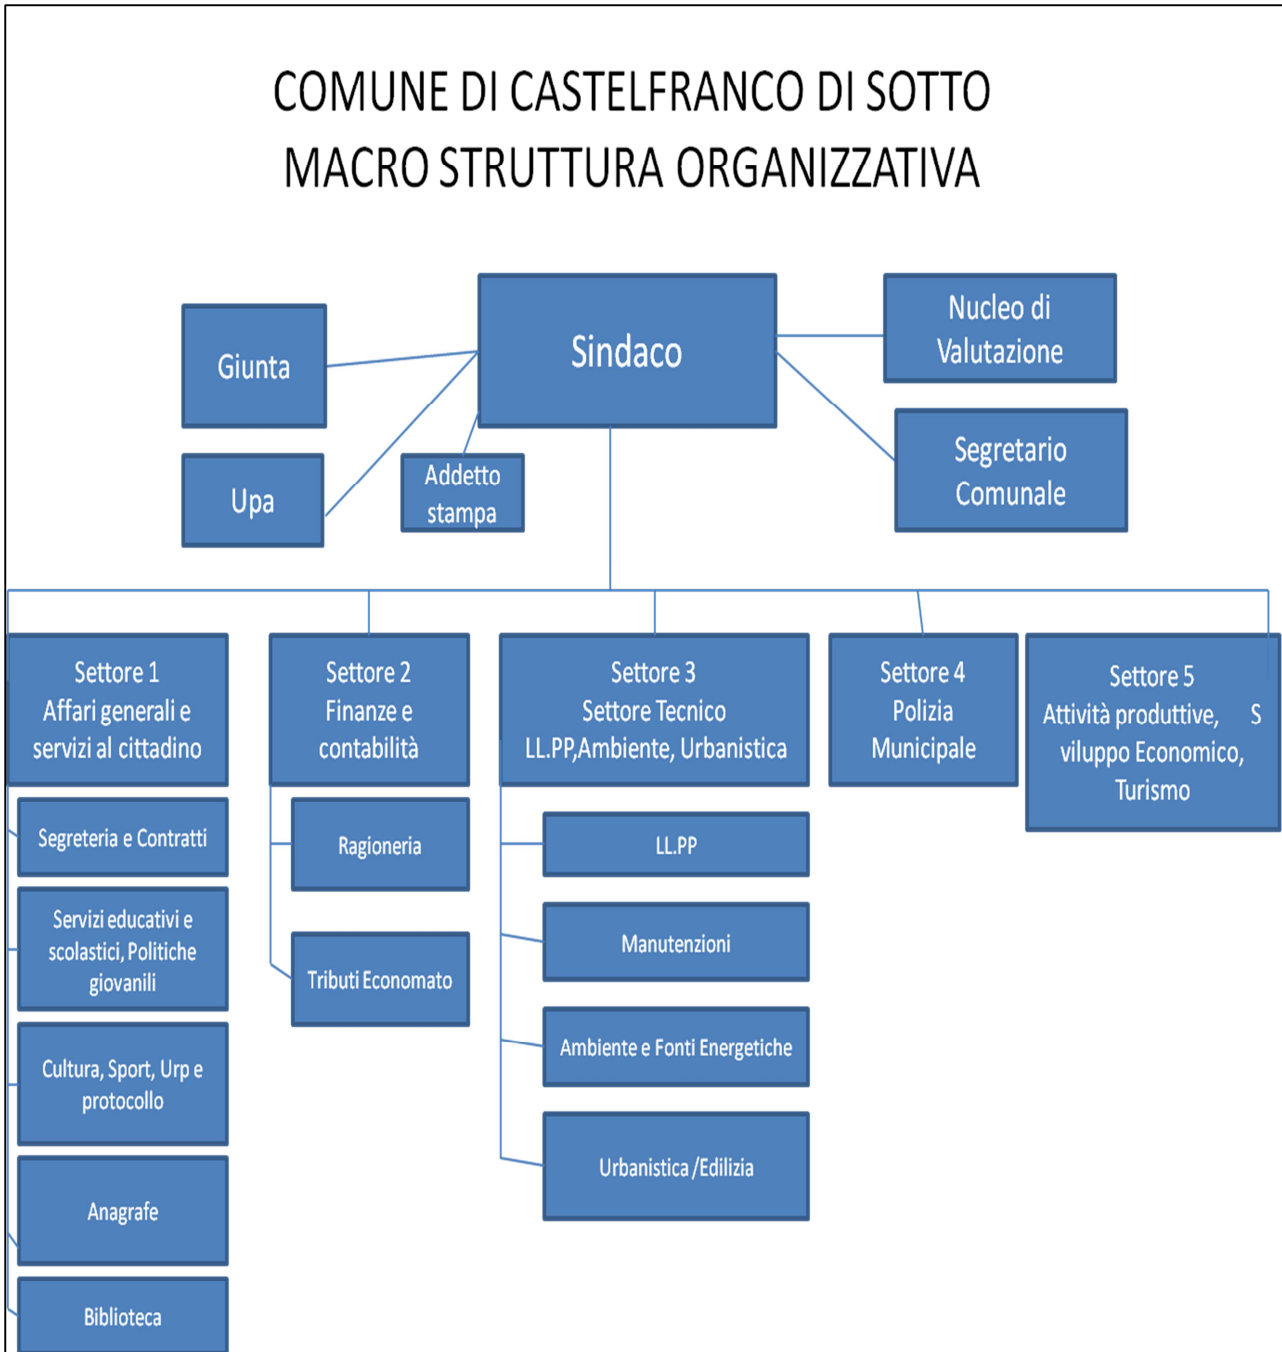 COMUNE DI CASTELFRANCO DI SOTTO
MACRO STRUTTURA ORGANIZZATIVA
Giunta
Sindaco
Nucleo di
Valutazione
Upa
Addetto
stampa
Segretario
Comunale
Settore 1
Affari generali e
servizi al cittadino
Settore 2
Finanze e
contabilità
Settore 3
Settore Tecnico
LL.PP,Ambiente, Urbanistica
Settore 4
Polizia
Municipale
Settore 5
Attività produttive, S
viluppo Economico,
Turismo
Segreteria e Contratti
Servizi educativi e
scolastici, Politiche
giovanili
Cultura, Sport, Urp e
protocollo
Anagrafe
Biblioteca
Ragioneria
Tributi Economato
LL.PP
Manutenzioni
Ambiente e Fonti Energetiche
Urbanistica /Edilizia